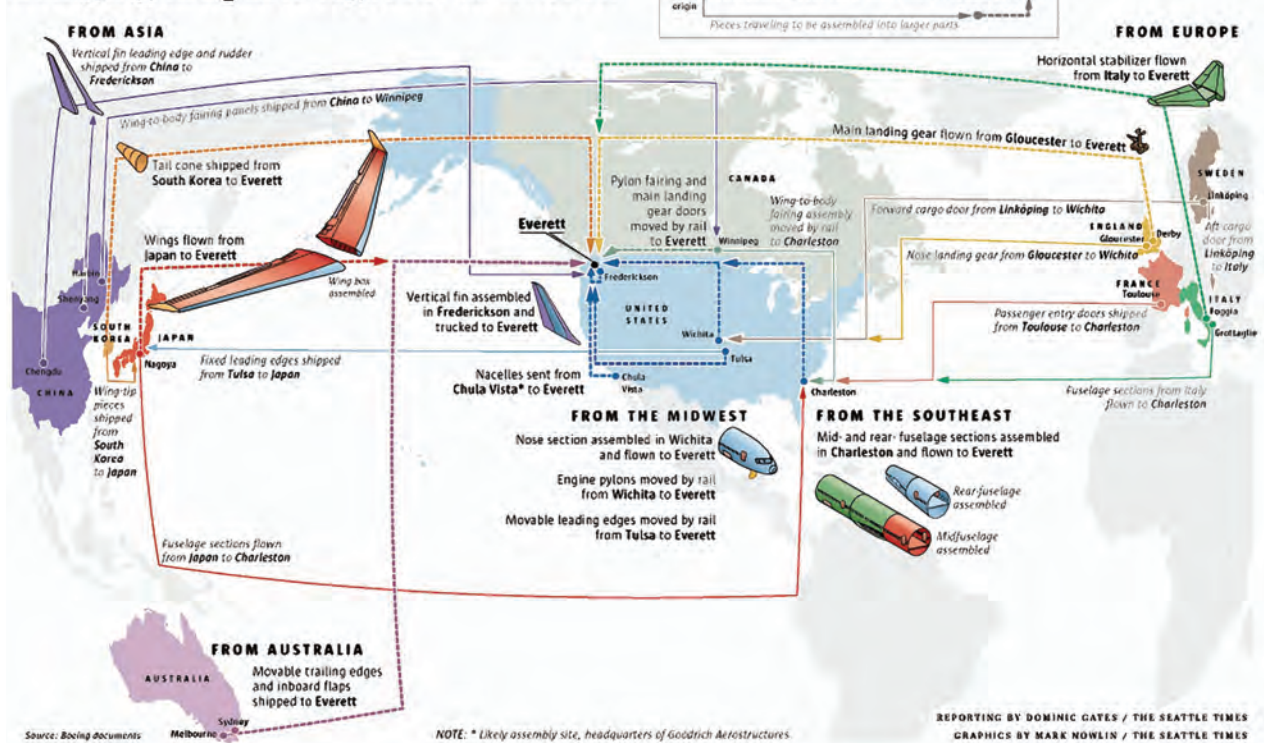 origin
Pieces traveling to be assembled into larger parts
FROM ASIA
Vertical fin leading edge and rudder
shipped from China to
Frederickson
Wing-to-body fairing panels shipped from China to Winnipeg
Tail cone shipped from
South Korea to Everett
Wings flown from
Japan to Everett
Wing box
assembled
Harbin
Shenyang
SOUTH
KOREA
JAPAN
Nagoya
Chengdu
CHINA
Fixed leading edges shipped
from Tulsa to Japan
Wing-tip
pieces
shipped
from
South
Korea
to Japan
Fuselage sections flown
from Japan to Charleston
FROM EUROPE
Horizontal stabilizer flown
from Italy to Everett
Main landing gear flown from Gloucester to Everett
SWEDEN
Linköping
Forward cargo door from Linköping to Wichita
ENGLAND
Gloucester
Derby
Aft cargo
door from
Linköping
to Italy
Nose landing gear from Gloucester to Wichita
FRANCE
Toulouse
Passenger entry doors shipped
from Toulouse to Charleston
ITALY
Foggia
Grottaglie
Fuselage sections from Italy
flown to Charleston
Pylon fairing and
main landing
gear doors
moved by rail
to Everett
CANADA
Wing-to-body
fairing assembly
moved by rail
to Charleston
Everett
Winnipeg
Frederickson
Vertical fin assembled
in Frederickson and
trucked to Everett
UNITED
STATES
Wichita
Tulsa
Nacelles sent from
Chula Vista* to Everett
Chula
Vista
Charleston
FROM THE MIDWEST
Nose section assembled in Wichita
and flown to Everett
Engine pylons moved by rail
from Wichita to Everett
Movable leading edges moved by rail
from Tulsa to Everett
FROM THE SOUTHEAST
Mid- and rear- fuselage sections assembled
in Charleston and flown to Everett
Rear-fuselage
assembled
Midfuselage
assembled
FROM AUSTRALIA
Movable trailing edges
and inboard flaps
shipped to Everett
AUSTRALIA
Sydney
Melbourne
Source: Boeing documents
NOTE: * Likely assembly site, headquarters of Goodrich Aerostructures.
REPORTING BY DOMINIC GATES / THE SEATTLE TIMES
GRAPHICS BY MARK NOWLIN / THE SEATTLE TIMES